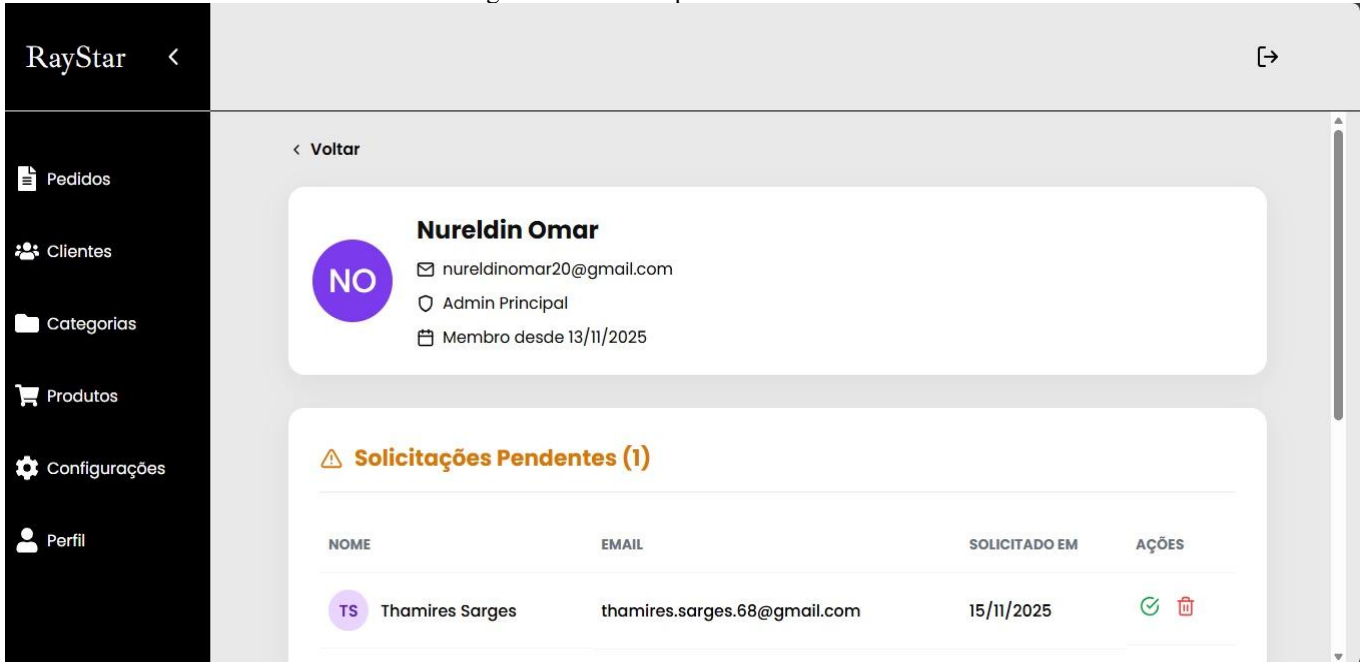 RayStar
Voltar
Pedidos
Nureldin Omar
NO
nureldinomar20@gmail.com
Clientes
Admin Principal
Categorias
Membro desde 13/11/2025
Produtos
Solicitações Pendentes (1)
Configurações
Perfil
NOME EMAIL SOLICITADO EM AÇÕES
TS Thamires Sarges thamires.sarges.68@gmail.com 15/11/2025